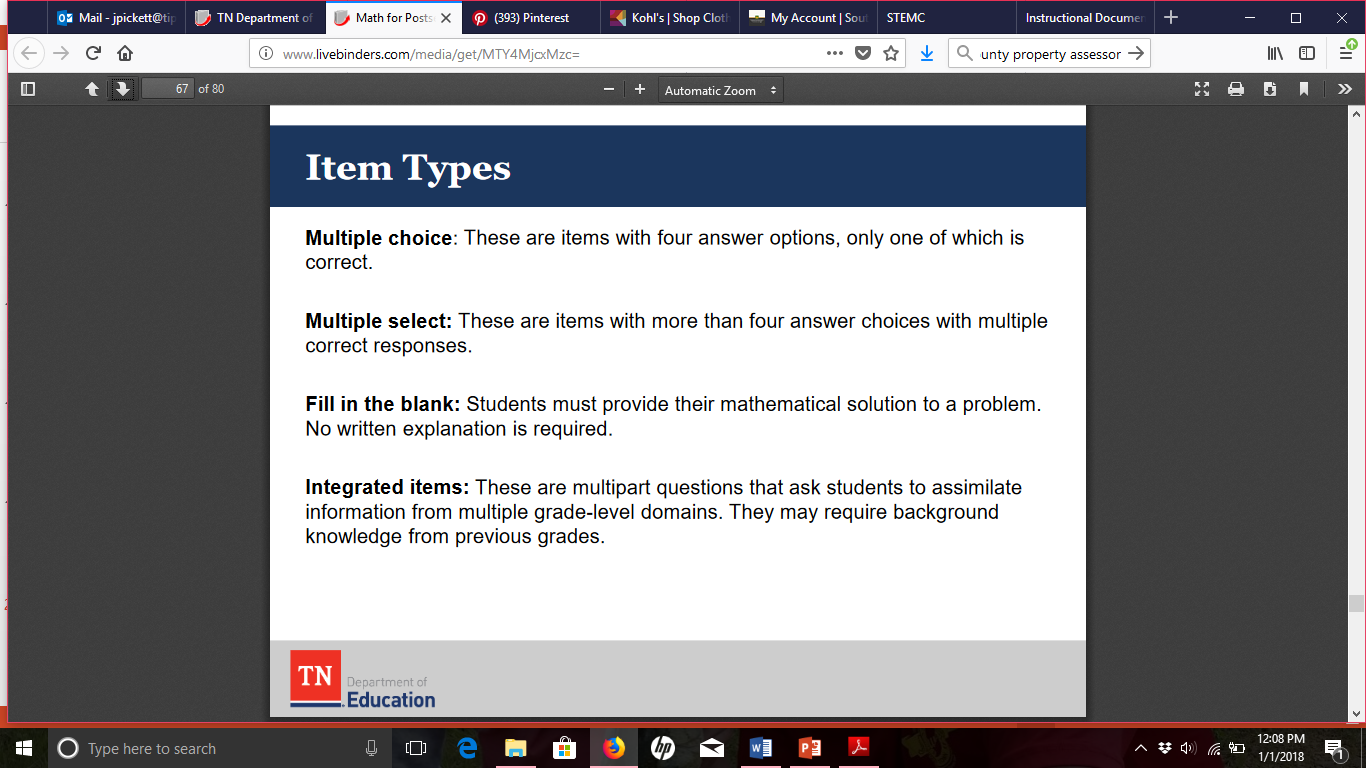 Mail - jpickett@tip
TN Department of
Math for Posts
(393) Pinterest
Kohl's | Shop Cloth
My Account | Sout
STEMC
Instructional Documen
www.livebinders.com/media/get/MTY4MjcxMzc=
unty property assessor
67 of 80
Automatic Zoom
Item Types
Multiple choice: These are items with four answer options, only one of which is
correct.
Multiple select: These are items with more than four answer choices with multiple
correct responses.
Fill in the blank: Students must provide their mathematical solution to a problem.
No written explanation is required.
Integrated items: These are multipart questions that ask students to assimilate
information from multiple grade-level domains. They may require background
knowledge from previous grades.
TN
Department of
Education
Type here to search
hp
12:08 PM
1/1/2018
1